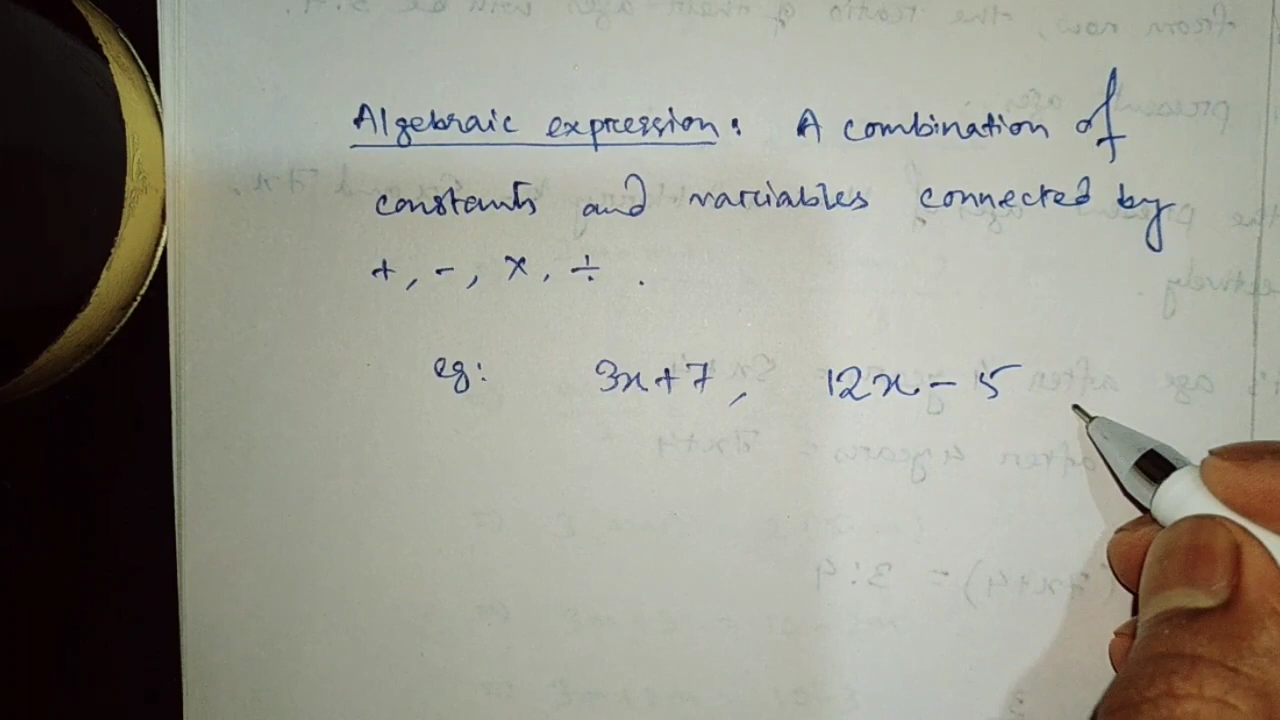 Algebraic expression: A combination of
constants and variables connected by
+, -, x, ÷ .
eg: 3x+7, 12x - 5